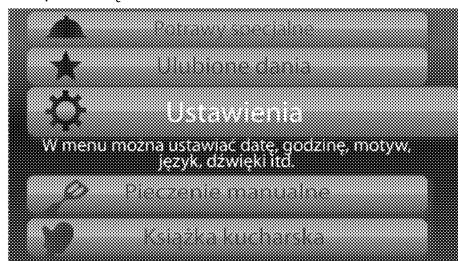 Potrawy specjalne
Ulubione dania
Ustawienia
W menu można ustawiać datę, godzinę, motyw,
język, dźwięki itd.
Pieczenie manualne
Książka kucharska